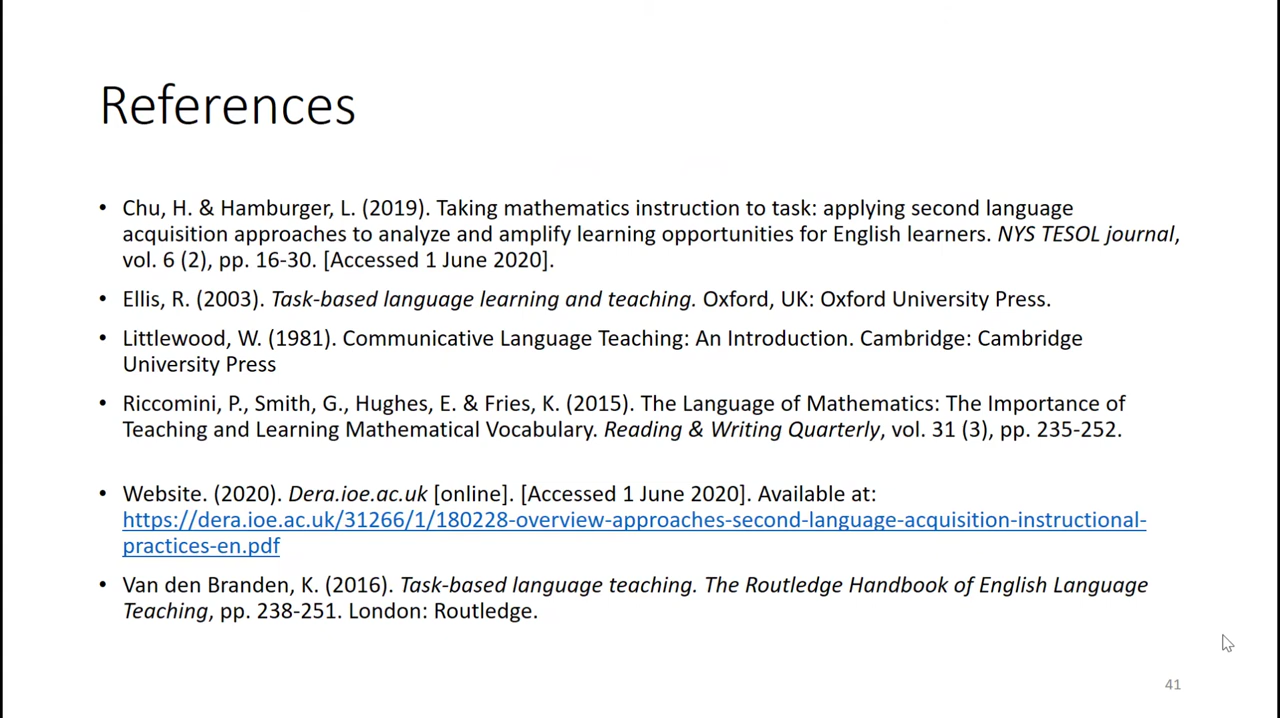 References
• Chu, H. & Hamburger, L. (2019). Taking mathematics instruction to task: applying second language
acquisition approaches to analyze and amplify learning opportunities for English learners. NYS TESOL journal,
vol. 6 (2), pp. 16-30. [Accessed 1 June 2020].
• Ellis, R. (2003). Task-based language learning and teaching. Oxford, UK: Oxford University Press.
• Littlewood, W. (1981). Communicative Language Teaching: An Introduction. Cambridge: Cambridge
University Press
• Riccomini, P., Smith, G., Hughes, E. & Fries, K. (2015). The Language of Mathematics: The Importance of
Teaching and Learning Mathematical Vocabulary. Reading & Writing Quarterly, vol. 31 (3), pp. 235-252.
• Website. (2020). Dera.ioe.ac.uk [online]. [Accessed 1 June 2020]. Available at:
https://dera.ioe.ac.uk/31266/1/180228-overview-approaches-second-language-acquisition-instructional-
practices-en.pdf
• Van den Branden, K. (2016). Task-based language teaching. The Routledge Handbook of English Language
Teaching, pp. 238-251. London: Routledge.
41